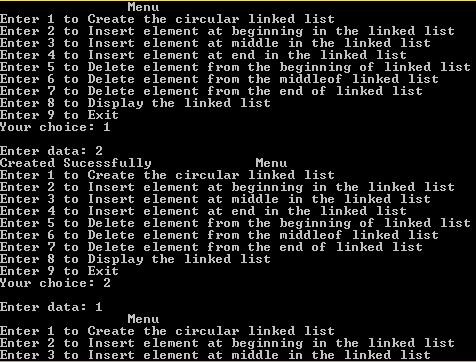 Menu
Enter 1 to Create the circular linked list
Enter 2 to Insert element at beginning in the linked list
Enter 3 to Insert element at middle in the linked list
Enter 4 to Insert element at end in the linked list
Enter 5 to Delete element from the beginning of linked list
Enter 6 to Delete element from the middleof linked list
Enter 7 to Delete element from the end of linked list
Enter 8 to Display the linked list
Enter 9 to Exit
Your choice: 1
Enter data: 2
Created Sucessfully Menu
Enter 1 to Create the circular linked list
Enter 2 to Insert element at beginning in the linked list
Enter 3 to Insert element at middle in the linked list
Enter 4 to Insert element at end in the linked list
Enter 5 to Delete element from the beginning of linked list
Enter 6 to Delete element from the middleof linked list
Enter 7 to Delete element from the end of linked list
Enter 8 to Display the linked list
Enter 9 to Exit
Your choice: 2
Enter data: 1
Menu
Enter 1 to Create the circular linked list
Enter 2 to Insert element at beginning in the linked list
Enter 3 to Insert element at middle in the linked list